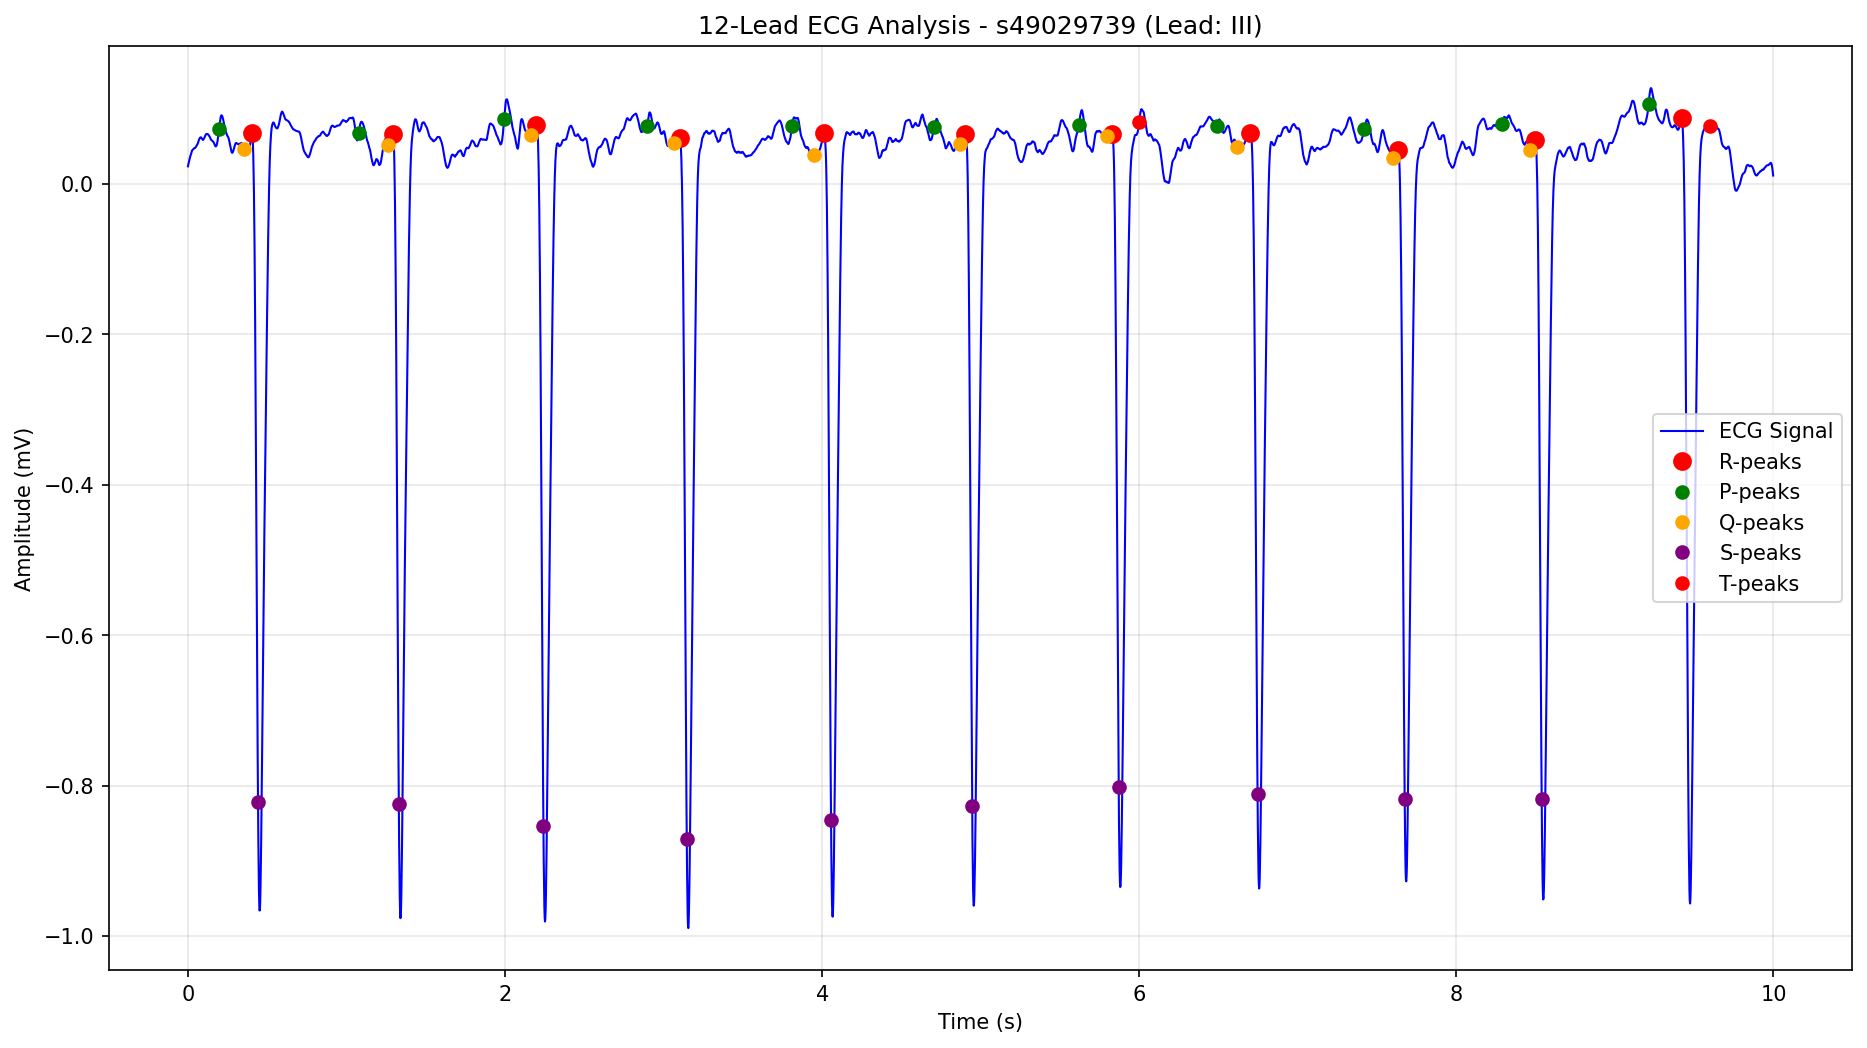 12-Lead ECG Analysis - s49029739 (Lead: III)
Amplitude (mV)
0.0
−0.2
−0.4
−0.6
−0.8
−1.0
ECG Signal
R-peaks
P-peaks
Q-peaks
S-peaks
T-peaks
0 2 4 6 8 10
Time (s)